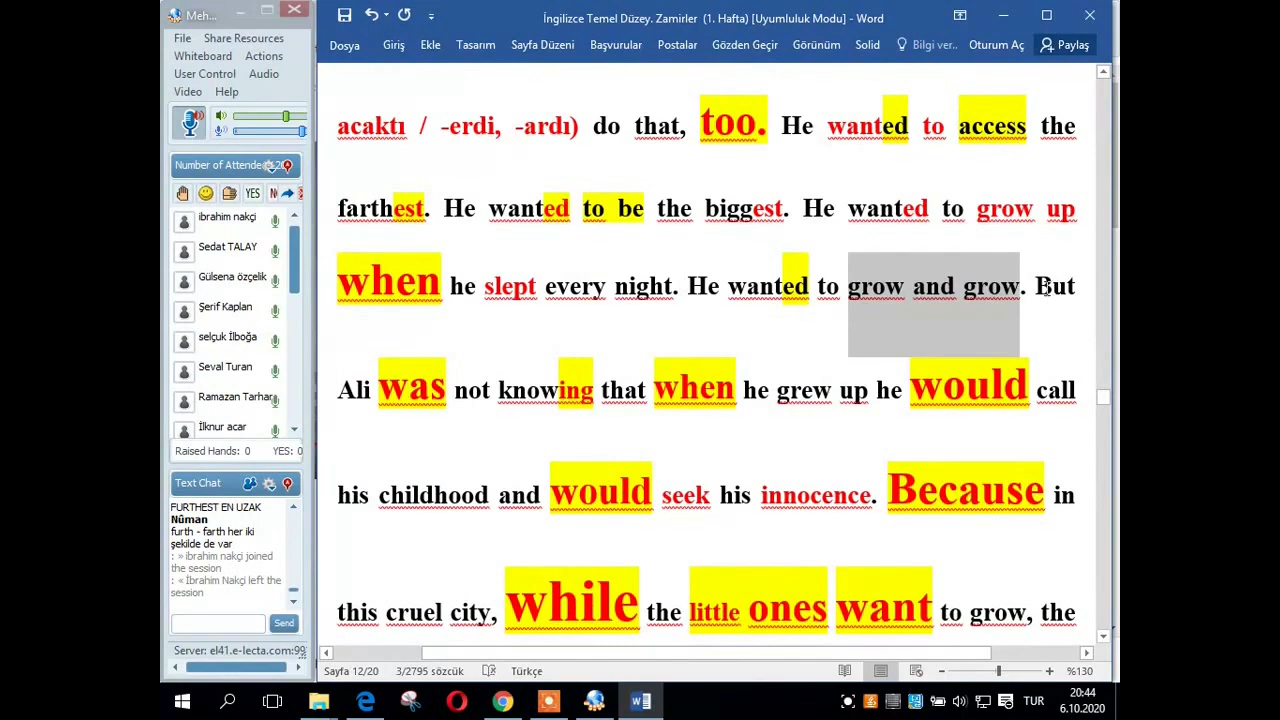 Meh...
File Share Resources
Whiteboard Actions
User Control Audio
Video Help
Number of Attende
YES
ibrahim nakçi
Sedat TALAY
Gülsena özçelik
Şerif Kaplan
selçuk İlboğa
Seval Turan
Ramazan Tarhar
İlknur acar
Raised Hands: 0 YES: 0
Text Chat
FURTHEST EN UZAK
Nûman
furth - farth her iki
şekilde de var
: » ibrahim nakçi joined
the session
: « İbrahim Nakçi left the
session
Send
Server: el41.e-lecta.com:99
İngilizce Temel Düzey. Zamirler (1. Hafta) [Uyumluluk Modu] - Word
Dosya Giriş Ekle Tasarım Sayfa Düzeni Başvurular Postalar Gözden Geçir Görünüm Solid Bilgi ver.. Oturum Aç Paylaş
acaktı / -erdi, -ardı) do that, too. He wanted to access the
farthest. He wanted to be the biggest. He wanted to grow up
when he slept every night. He wanted to grow and grow. But
Ali was not knowing that when he grew up he would call
his childhood and would seek his innocence. Because in
this cruel city, while the little ones want to grow, the
Sayfa 12/20 3/2795 sözcük Türkçe %130
TUR
20:44
6.10.2020